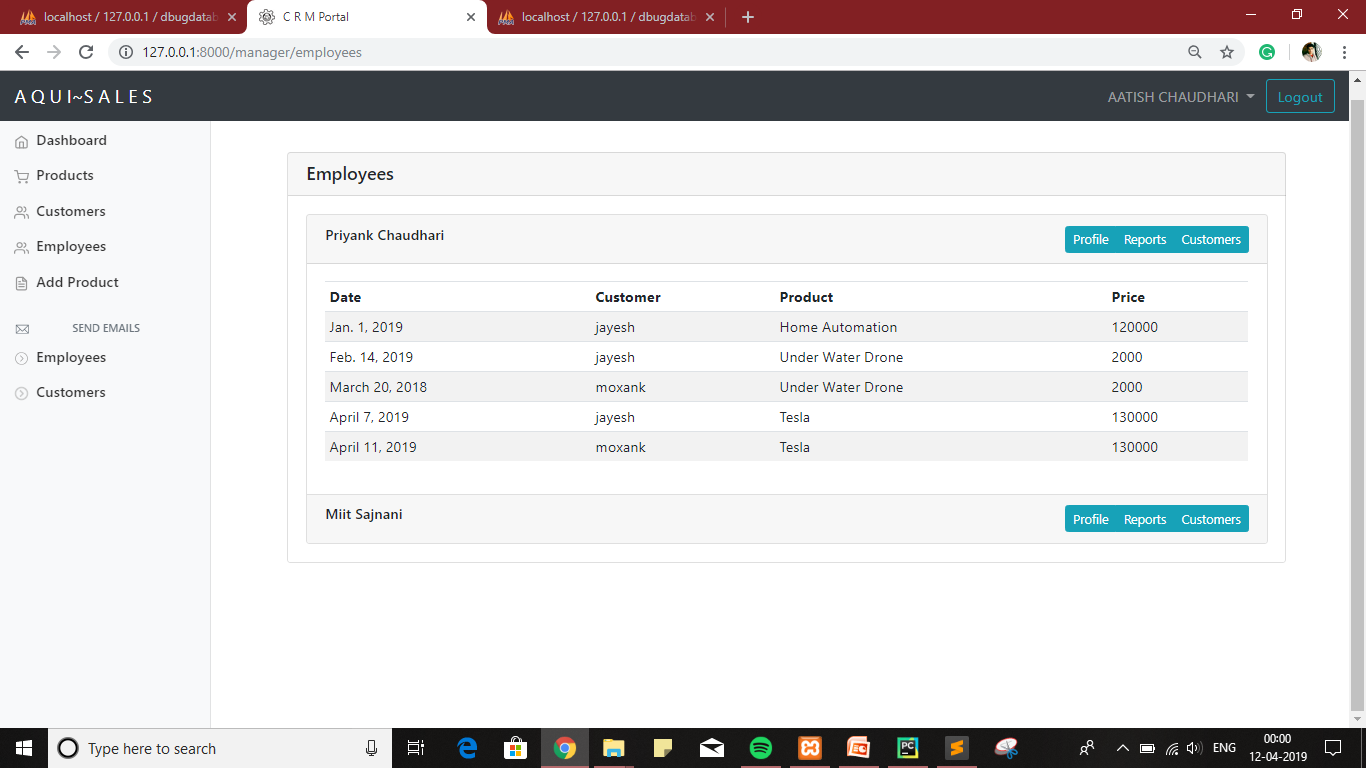 localhost / 127.0.0.1 / dbugdatab
C R M Portal
localhost / 127.0.0.1 / dbugdatab
127.0.0.1:8000/manager/employees
AQUI~SALES
AATISH CHAUDHARI
Logout
Dashboard
Products
Customers
Employees
Add Product
SEND EMAILS
Employees
Customers
Employees
Priyank Chaudhari
Profile Reports Customers
Date Customer Product Price
Jan. 1, 2019 jayesh Home Automation 120000
Feb. 14, 2019 jayesh Under Water Drone 2000
March 20, 2018 moxank Under Water Drone 2000
April 7, 2019 jayesh Tesla 130000
April 11, 2019 moxank Tesla 130000
Miit Sajnani
Profile Reports Customers
Type here to search
PC
ENG
00:00
12-04-2019